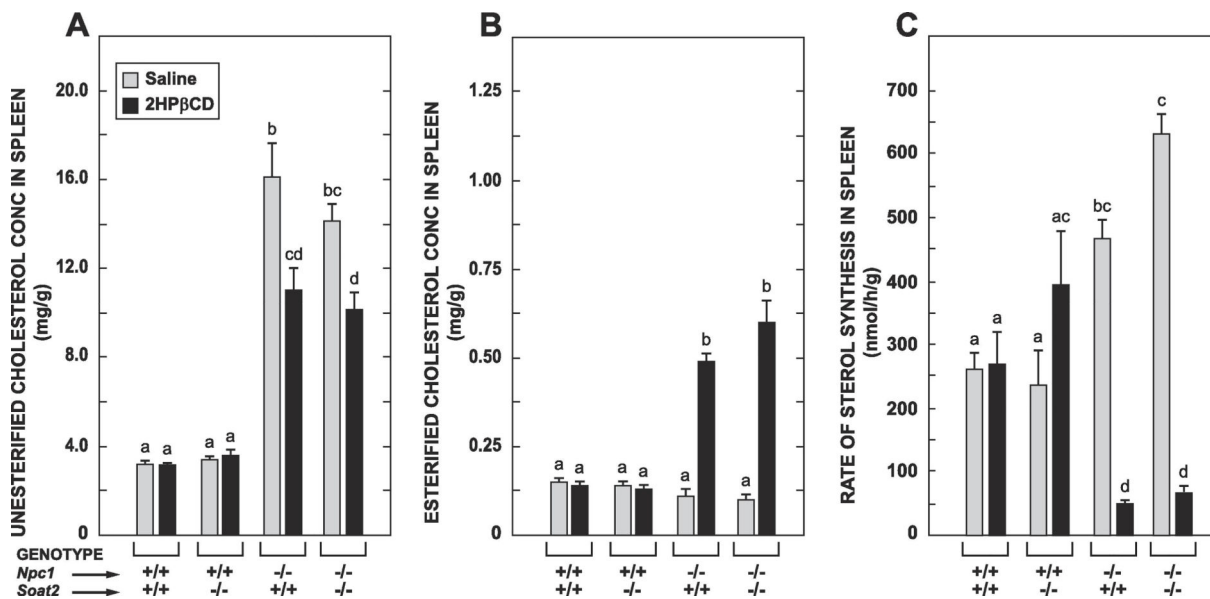 A
UNESTERIFIED CHOLESTEROL CONC IN SPLEEN
(mg/g)
20.0
16.0
12.0
8.0
4.0
0
Saline
2HPβCD
a a a a b cd bc d
GENOTYPE
Npc1 +/+ +/+ -/- -/-
Soat2 +/+ -/- +/+ -/-
B
ESTERIFIED CHOLESTEROL CONC IN SPLEEN
(mg/g)
1.25
1.00
0.75
0.50
0.25
0
a a a a a b a b
+/+ +/+ -/- -/-
+/+ -/- +/+ -/-
C
RATE OF STEROL SYNTHESIS IN SPLEEN
(nmol/h/g)
700
600
500
400
300
200
100
0
a a a ac bc d c d
+/+ +/+ -/- -/-
+/+ -/- +/+ -/-